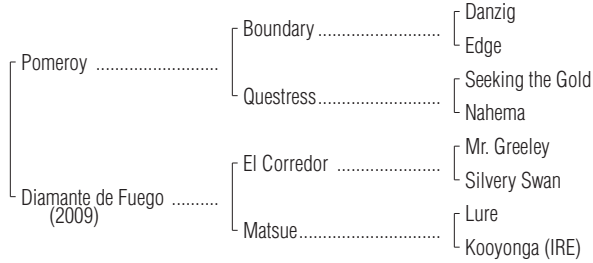 Danzig
Boundary
Edge
Pomeroy
Seeking the Gold
Questress
Nahema
Mr. Greeley
El Corredor
Silvery Swan
Diamante de Fuego
(2009)
Lure
Matsue
Kooyonga (IRE)